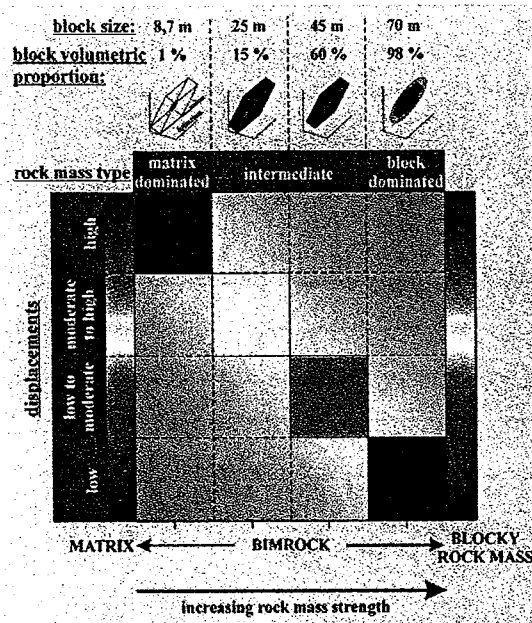 block size: 8,7 m 25 m 45 m 70 m
block volumetric 1 % 15 % 60 % 98 %
proportion:
rock mass type matrix dominated intermediate block dominated
displacements
high
moderate to high
low to moderate
low
MATRIX BIMROCK BLOCKY
ROCK MASS
increasing rock mass strength